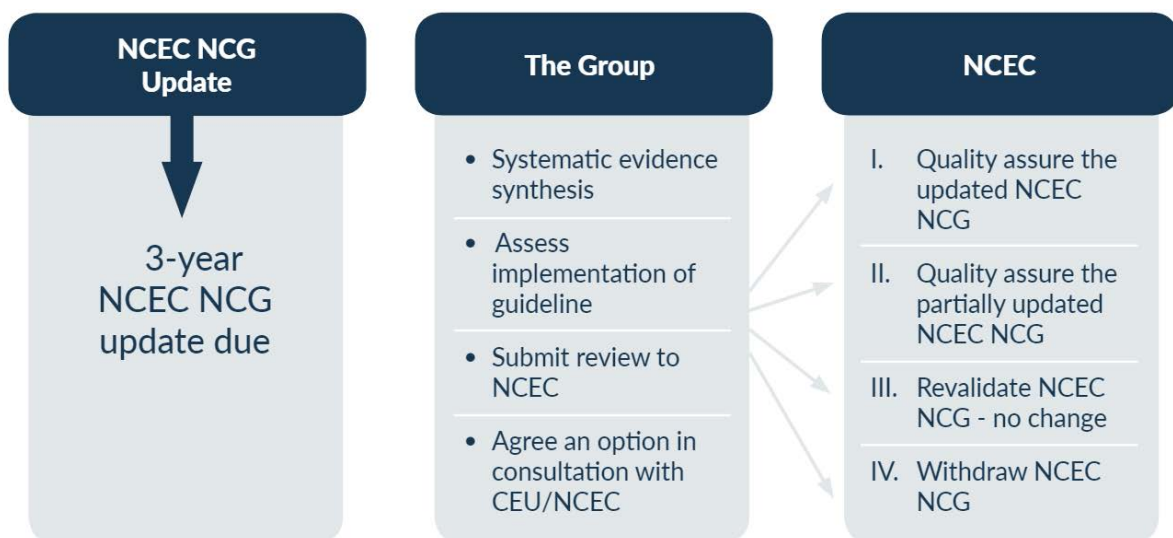 NCEC NCG
Update
3-year
NCEC NCG
update due
The Group
• Systematic evidence
synthesis
• Assess
implementation of
guideline
• Submit review to
NCEC
• Agree an option in
consultation with
CEU/NCEC
NCEC
I. Quality assure the
updated NCEC
NCG
II. Quality assure the
partially updated
NCEC NCG
III. Revalidate NCEC
NCG - no change
IV. Withdraw NCEC
NCG